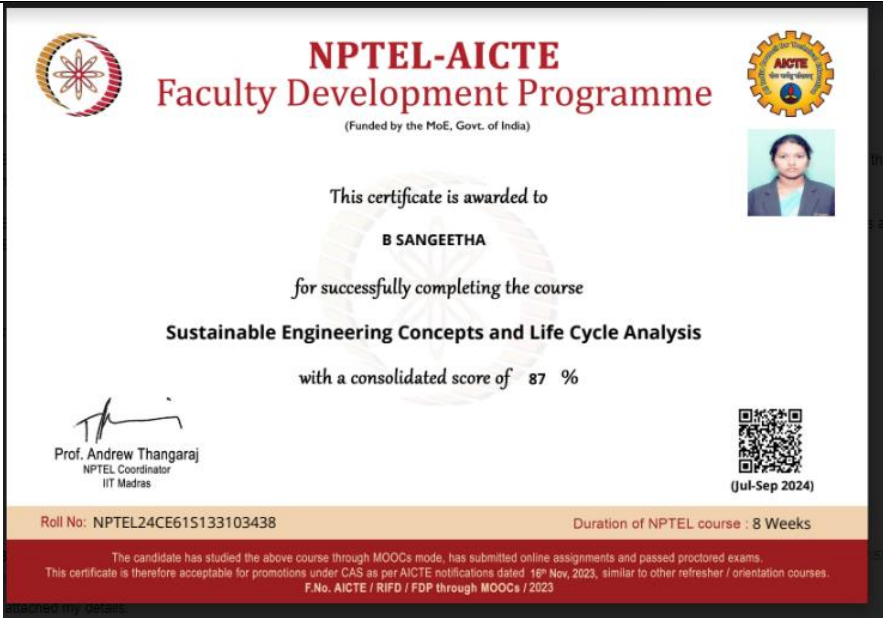 NPTEL-AICTE
Faculty Development Programme
(Funded by the MoE, Govt. of India)
AICTE
This certificate is awarded to
B SANGEETHA
for successfully completing the course
Sustainable Engineering Concepts and Life Cycle Analysis
with a consolidated score of 87 %
Prof. Andrew Thangaraj
NPTEL Coordinator
IIT Madras
(Jul-Sep 2024)
Roll No: NPTEL24CE61S133103438
Duration of NPTEL course : 8 Weeks
The candidate has studied the above course through MOOCs mode, has submitted online assignments and passed proctored exams.
This certificate is therefore acceptable for promotions under CAS as per AICTE notifications dated 16th Nov, 2023, similar to other refresher / orientation courses.
F.No. AICTE / RIFD / FDP through MOOCs / 2023
attached my details.